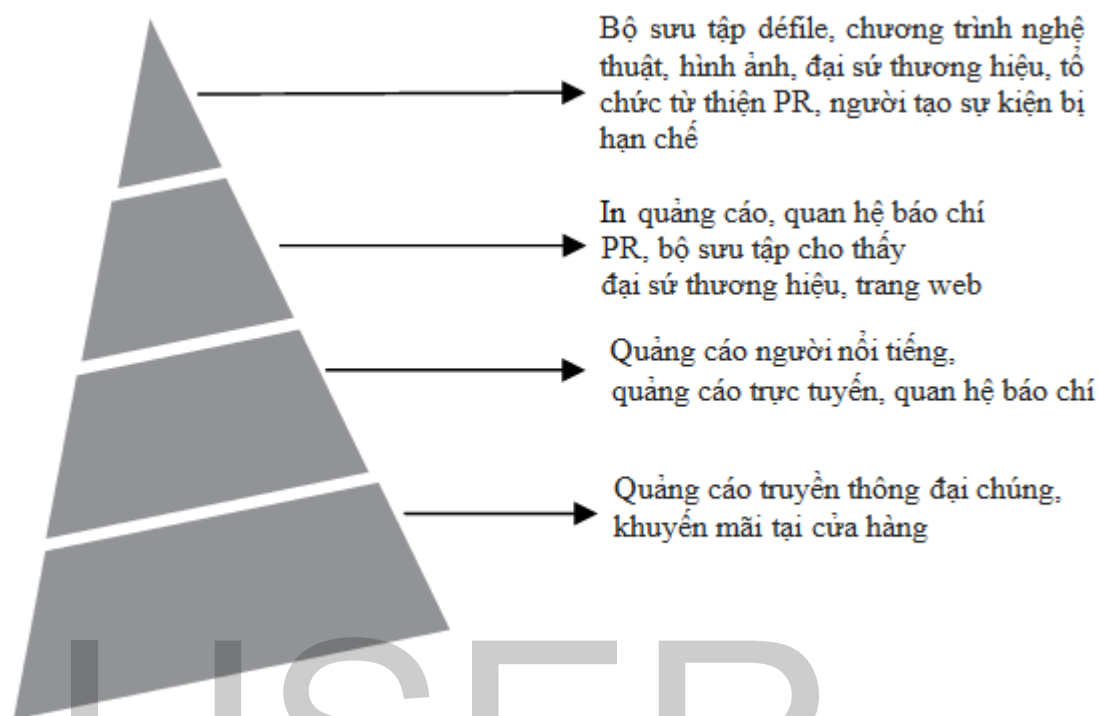 Bộ sưu tập défile, chương trình nghệ
thuật, hình ảnh, đại sứ thương hiệu, tổ
chức từ thiện PR, người tạo sự kiện bị
hạn chế
In quảng cáo, quan hệ báo chí
PR, bộ sưu tập cho thấy
đại sứ thương hiệu, trang web
Quảng cáo người nổi tiếng,
quảng cáo trực tuyến, quan hệ báo chí
Quảng cáo truyền thông đại chúng,
khuyến mãi tại cửa hàng